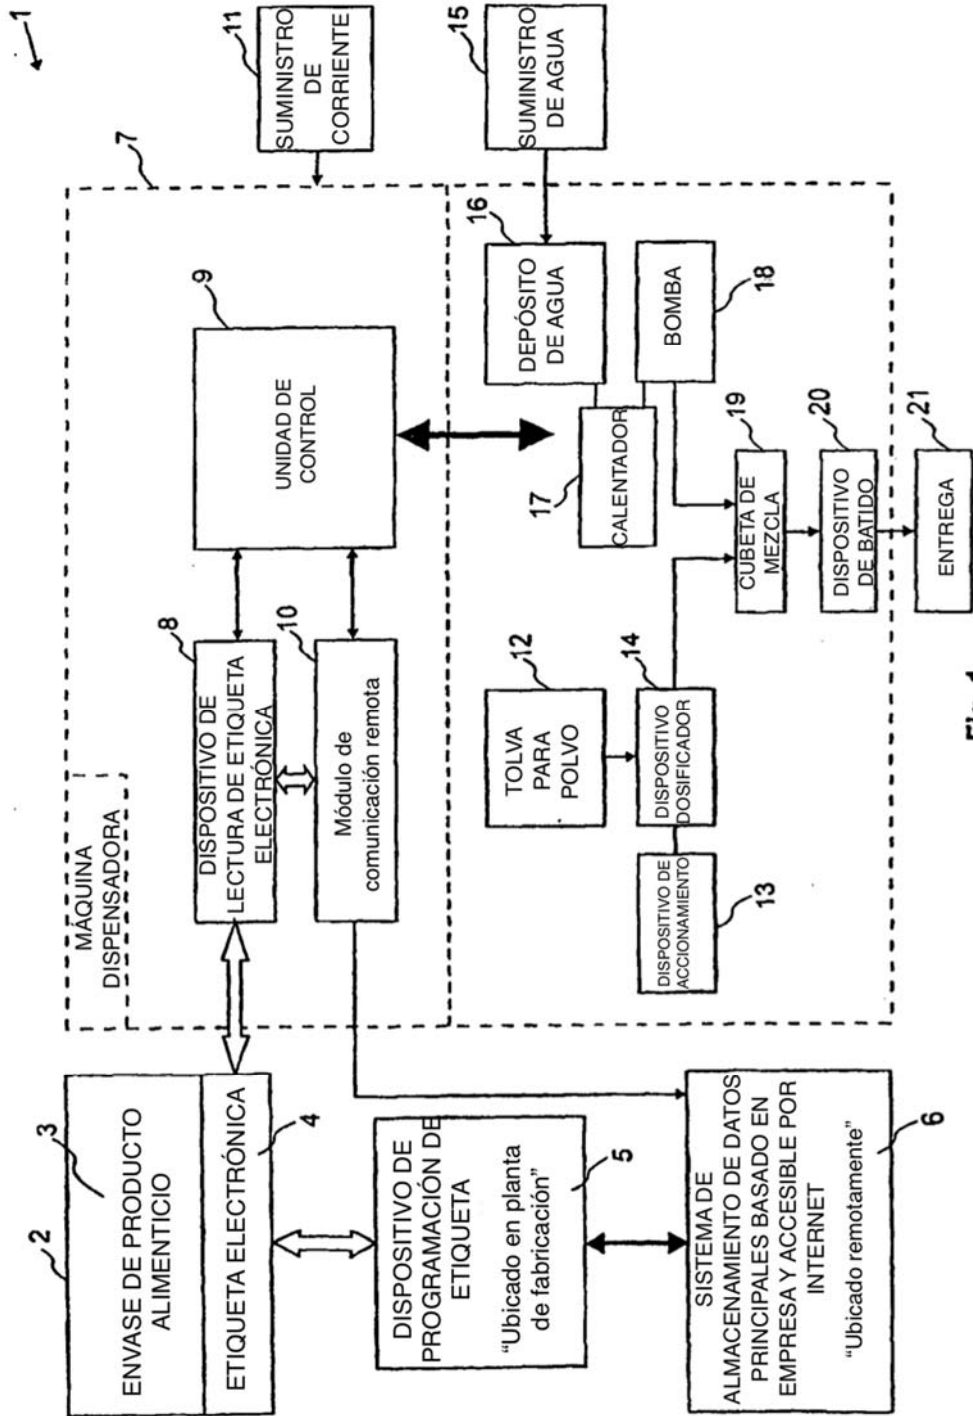 1
2
3
ENVASE DE PRODUCTO
ALIMENTICIO
ETIQUETA ELECTRÓNICA
4
DISPOSITIVO DE
PROGRAMACIÓN DE
ETIQUETA
"Ubicado en planta
de fabricación"
5
SISTEMA DE
ALMACENAMIENTO DE DATOS
PRINCIPALES BASADO EN
EMPRESA Y ACCESIBLE POR
INTERNET
"Ubicado remotamente"
6
MÁQUINA
DISPENSADORA
7
8
DISPOSITIVO DE
LECTURA DE ETIQUETA
ELECTRÓNICA
10
Módulo de
comunicación remota
9
UNIDAD DE
CONTROL
11
SUMINISTRO
DE
CORRIENTE
12
TOLVA
PARA
POLVO
DISPOSITIVO DE
ACCIONAMIENTO
13
14
DISPOSITIVO
DOSIFICADOR
15
SUMINISTRO
DE AGUA
16
DEPÓSITO
DE AGUA
17
CALENTADOR
BOMBA
18
19
CUBETA DE
MEZCLA
20
DISPOSITIVO
DE BATIDO
21
ENTREGA